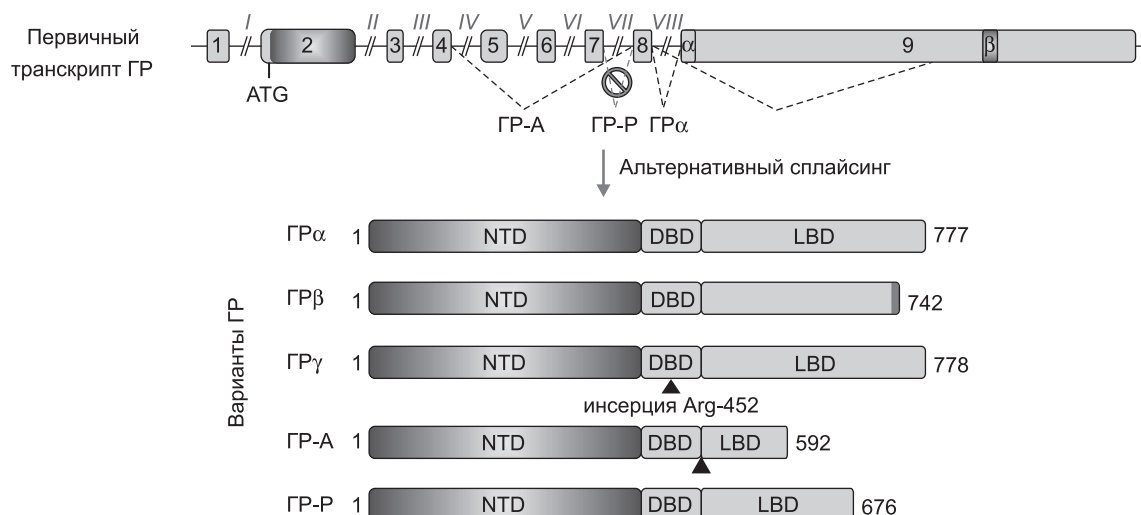 I II III IV V VI VII VIII
Первичный
транскрипт ГР
1 2 3 4 5 6 7 8 α 9 β
ATG
ГР-А ГР-Р ГРα
Альтернативный сплайсинг
Варианты ГР
ГРα 1 NTD DBD LBD 777
ГРβ 1 NTD DBD 742
ГРγ 1 NTD DBD LBD 778
инсерция Arg-452
ГР-А 1 NTD DBD LBD 592
ГР-Р 1 NTD DBD LBD 676